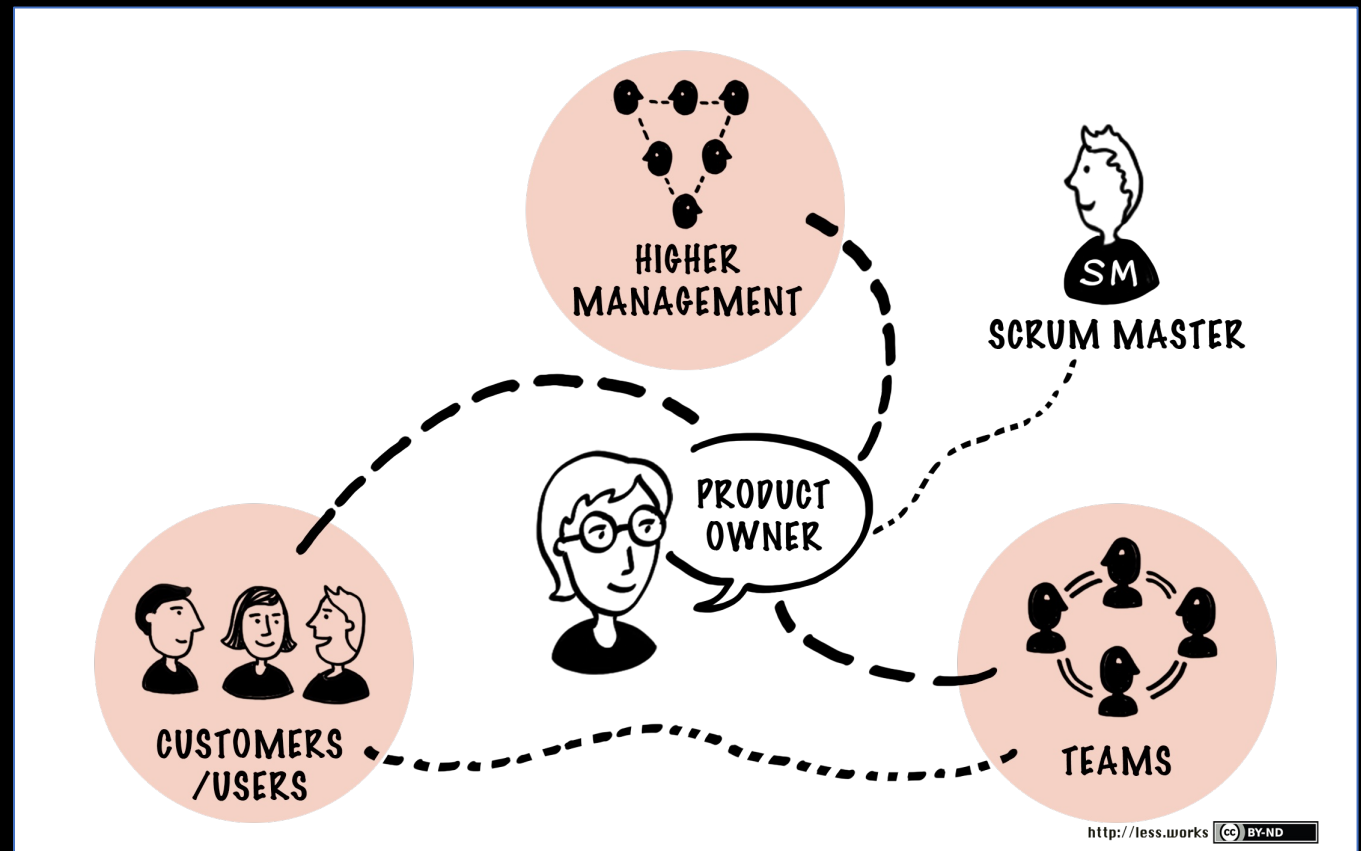 HIGHER
MANAGEMENT
SM
SCRUM MASTER
PRODUCT
OWNER
CUSTOMERS
/USERS
TEAMS
http://less.works
cc BY-ND